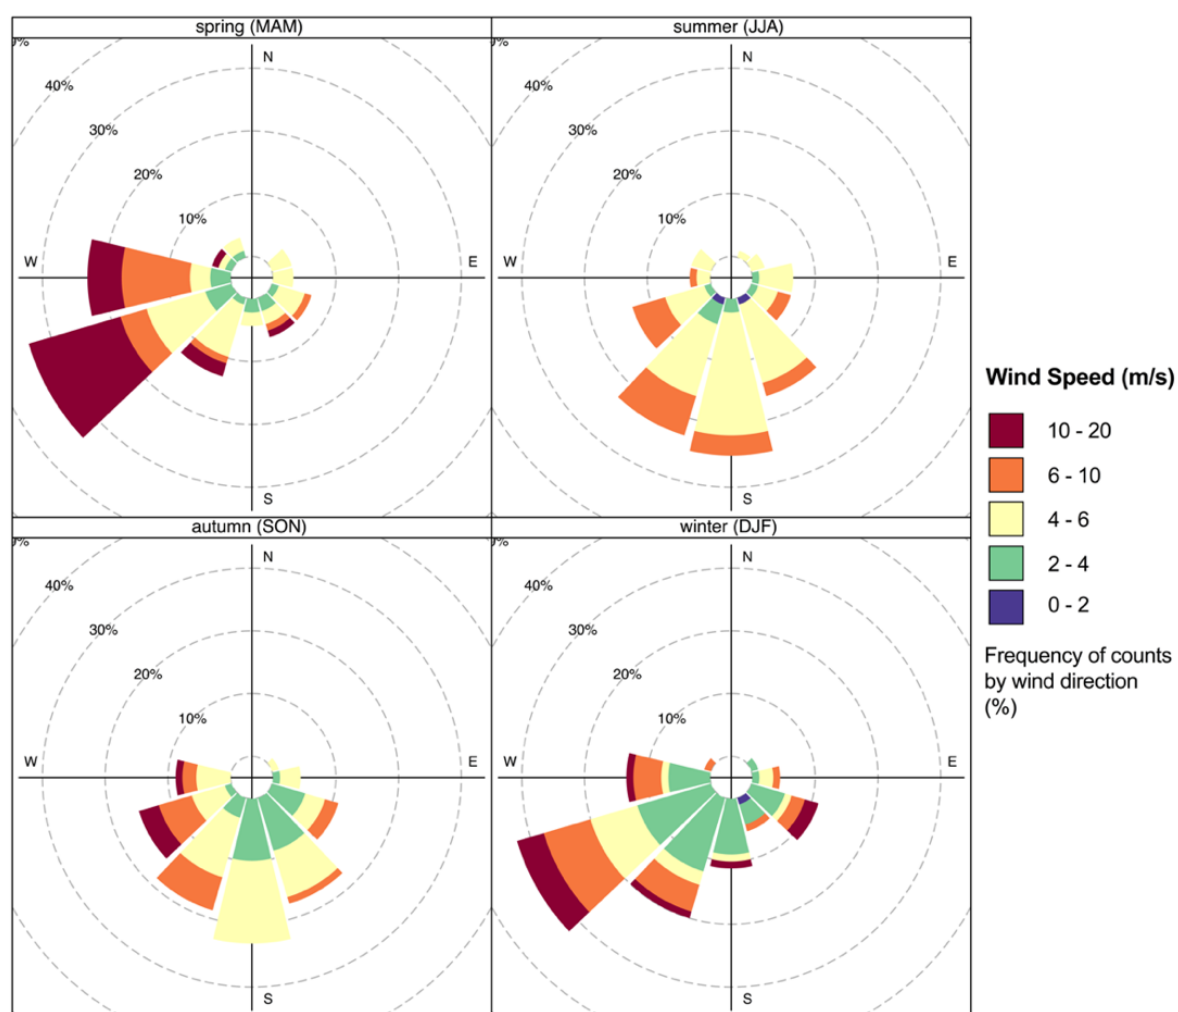 spring (MAM)
summer (JJA)
N
N
40%
40%
30%
30%
20%
20%
10%
10%
W
E
W
E
S
S
autumn (SON)
winter (DJF)
N
N
40%
40%
30%
30%
20%
20%
10%
10%
W
E
W
E
S
S
Wind Speed (m/s)
10 - 20
6 - 10
4 - 6
2 - 4
0 - 2
Frequency of counts
by wind direction
(%)